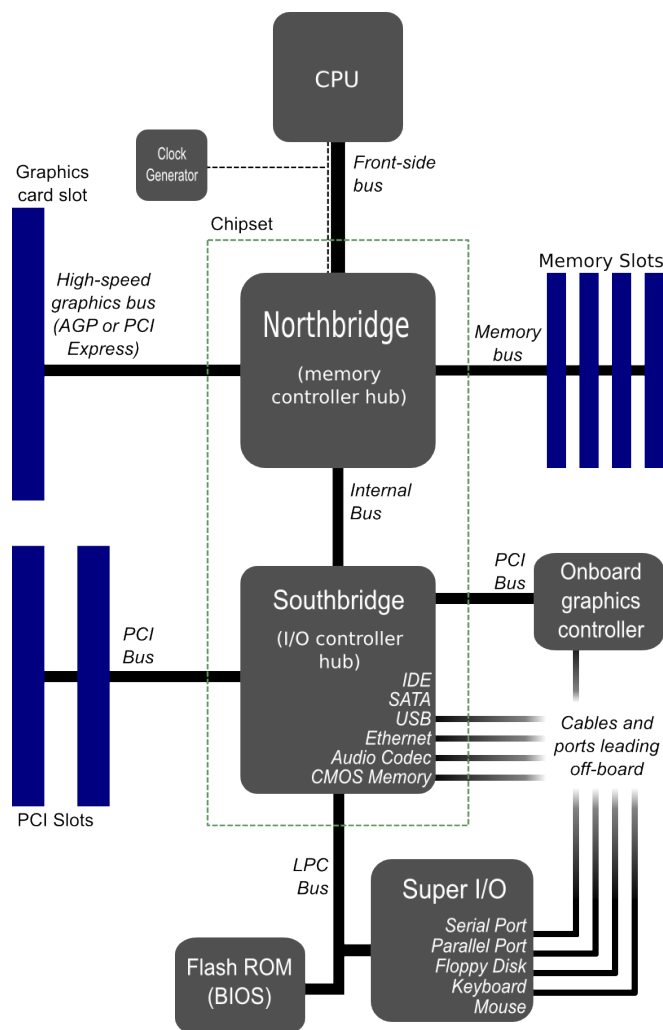 CPU
Clock
Generator
Front-side
bus
Graphics
card slot
Chipset
High-speed
graphics bus
(AGP or PCI
Express)
Northbridge
(memory
controller hub)
Memory
bus
Memory Slots
Internal
Bus
PCI
Bus
Onboard
graphics
controller
Southbridge
(I/O controller
hub)
PCI
Bus
IDE
SATA
USB
Ethernet
Audio Codec
CMOS Memory
Cables and
ports leading
off-board
PCI Slots
LPC
Bus
Super I/O
Serial Port
Parallel Port
Floppy Disk
Keyboard
Mouse
Flash ROM
(BIOS)